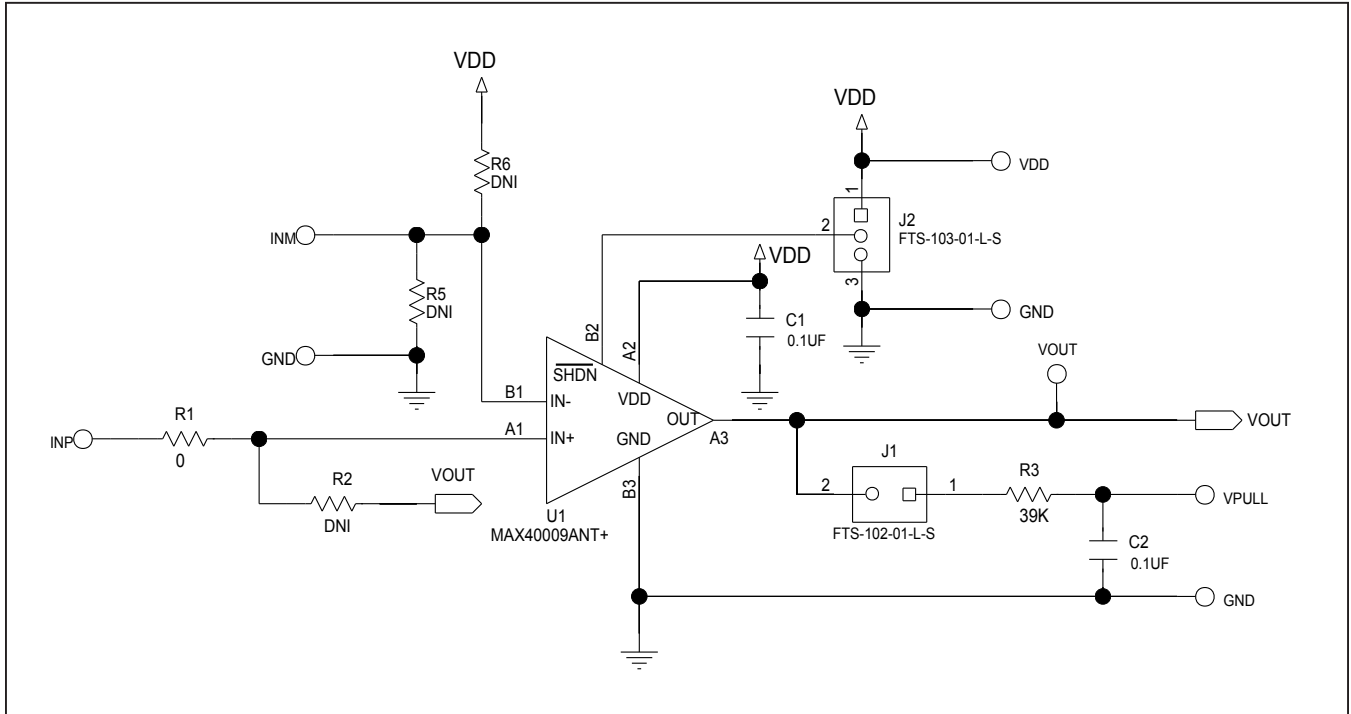 VDD
R6
DNI
INM
R5
DNI
GND
VDD
VDD
1
2
J2
FTS-103-01-L-S
3
GND
VDD
C1
0.1UF
B2
A2
SHDN
VDD
B1
IN-
A1
IN+
GND
OUT
A3
B3
U1
MAX40009ANT+
R1
0
INP
R2
DNI
VOUT
VOUT
VOUT
J1
2
1
FTS-102-01-L-S
R3
39K
VPULL
C2
0.1UF
GND